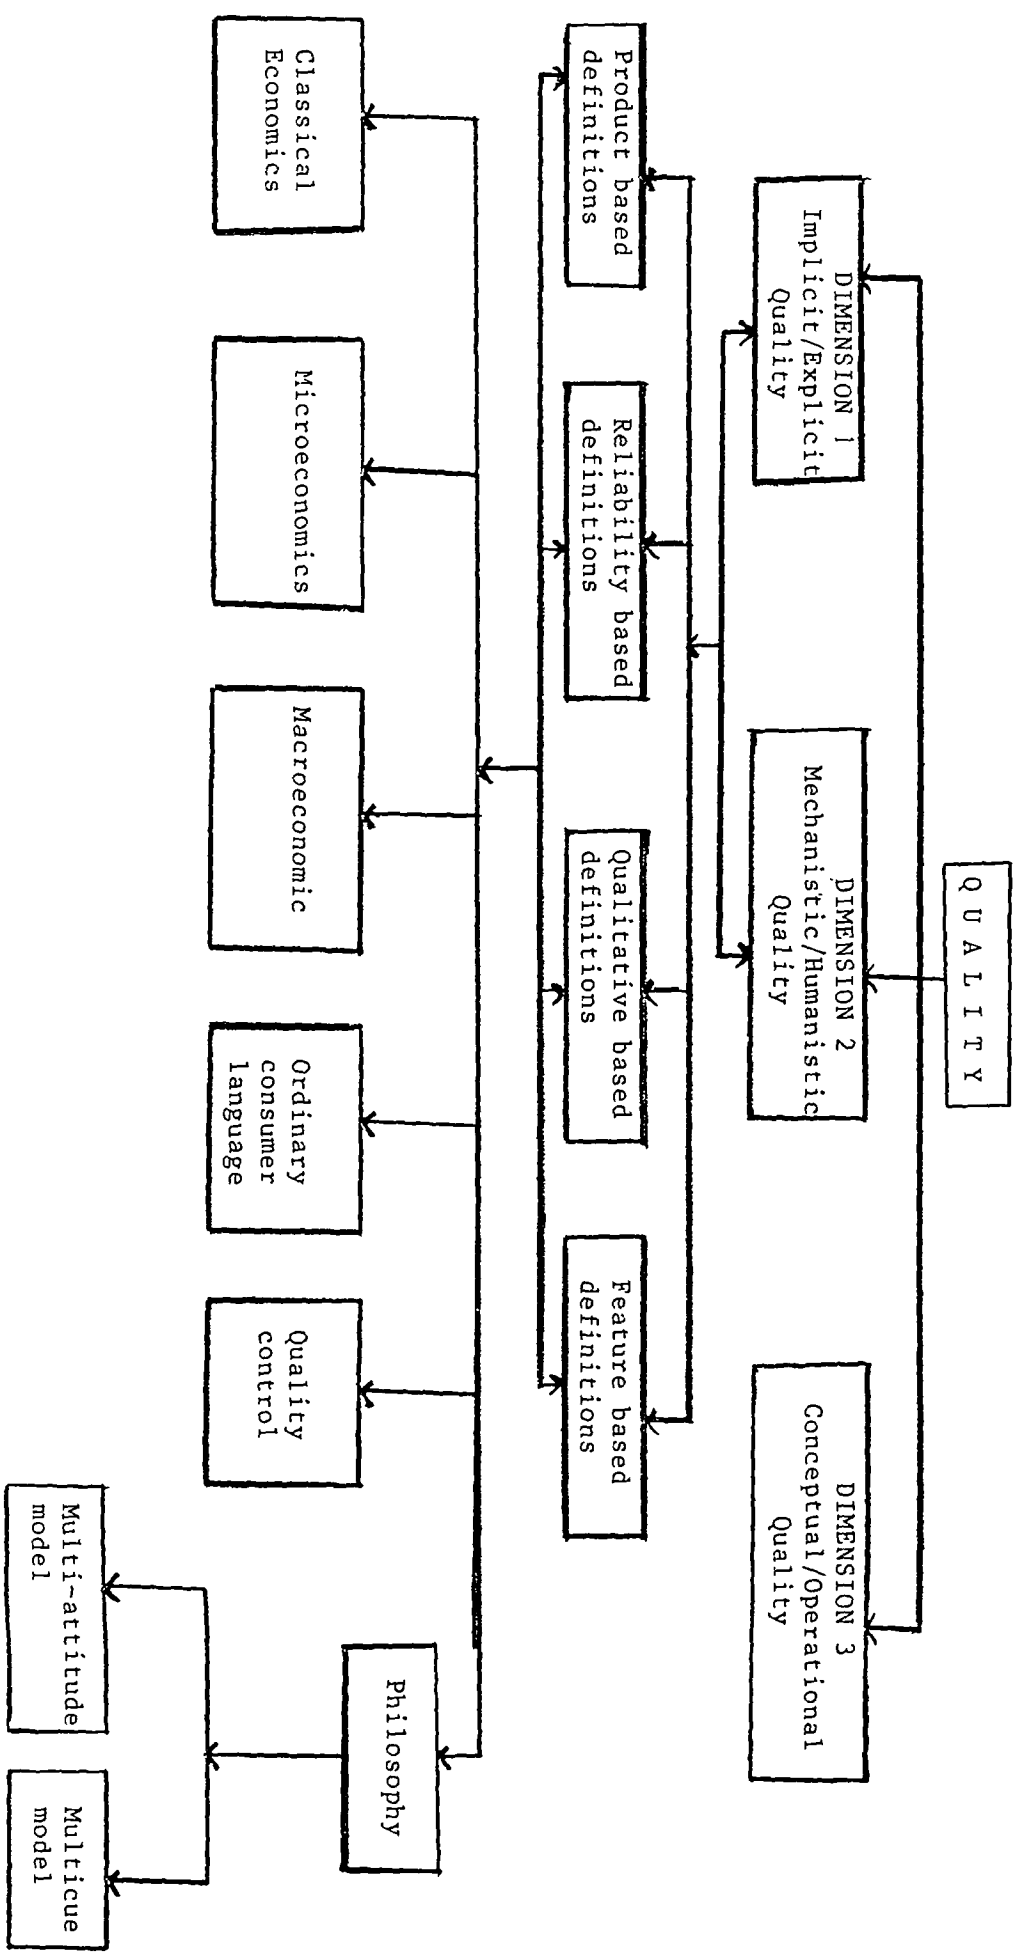 Q U A L I T Y
DIMENSION 1
Implicit/Explicit
Quality
DIMENSION 2
Mechanistic/Humanistic
Quality
DIMENSION 3
Conceptual/Operational
Quality
Product based
definitions
Reliability based
definitions
Qualitative based
definitions
Feature based
definitions
Classical
Economics
Microeconomics
Macroeconomic
Ordinary
consumer
language
Quality
control
Philosophy
Multi-attitude
model
Multicue
model